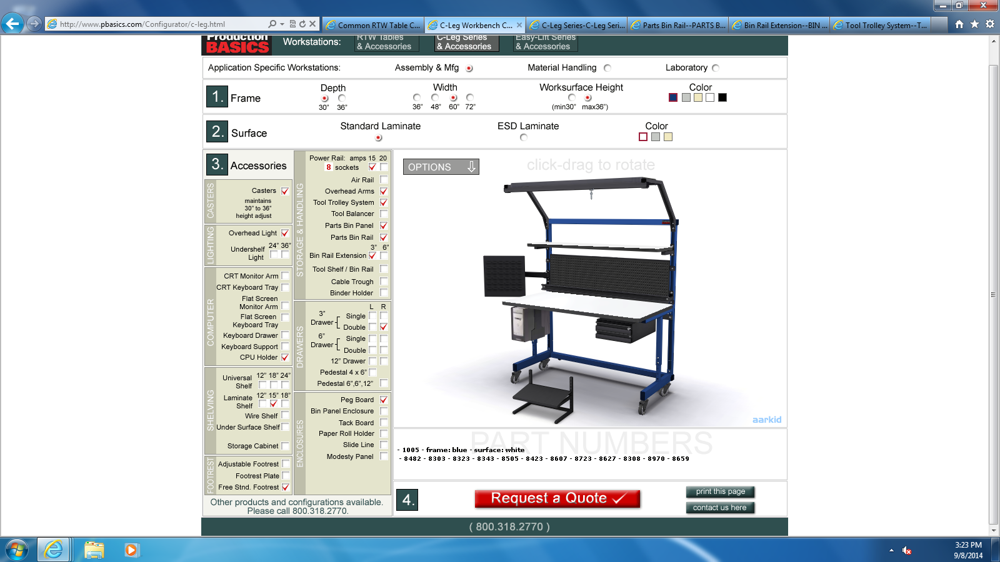 http://www.pbasics.com/Configurator/c-leg.html
Common RTW Table C...
C-Leg Workbench C...
C-Leg Series-C-Leg Seri...
Parts Bin Rail--PARTS B...
Bin Rail Extension--BIN ...
Tool Trolley System--T...
Production
BASICS
Workstations:
RTW Tables
& Accessories
C-Leg Series
& Accessories
Easy-Lift Series
& Accessories
Application Specific Workstations:
Assembly & Mfg
Material Handling
Laboratory
1. Frame
Depth
30" 36"
Width
36" 48" 60" 72"
Worksurface Height
(min30" max36")
Color
2. Surface
Standard Laminate
ESD Laminate
Color
3. Accessories
CASTERS
Casters
maintains
30" to 36"
height adjust
LIGHTING
Overhead Light
24" 36"
Undershelf
Light
COMPUTER
CRT Monitor Arm
CRT Keyboard Tray
Flat Screen
Monitor Arm
Flat Screen
Keyboard Tray
Keyboard Drawer
Keyboard Support
CPU Holder
SHELVING
Universal
Shelf
12" 18" 24"
Laminate
Shelf
12" 15" 18"
Wire Shelf
Under Surface Shelf
Storage Cabinet
FOOTREST
Adjustable Footrest
Footrest Plate
Free Stnd. Footrest
STORAGE & HANDLING
Power Rail: amps 15 20
8 sockets
Air Rail
Overhead Arms
Tool Trolley System
Tool Balancer
Parts Bin Panel
Parts Bin Rail
3" 6"
Bin Rail Extension
Tool Shelf / Bin Rail
Cable Trough
Binder Holder
DRAWERS
L R
3"
Drawer
Single
Double
6"
Drawer
Single
Double
12" Drawer
Pedestal 4 x 6"
Pedestal 6",6",12"
ENCLOSURES
Peg Board
Bin Panel Enclosure
Tack Board
Paper Roll Holder
Slide Line
Modesty Panel
Other products and configurations available.
Please call 800.318.2770.
OPTIONS
click-drag to rotate
aarkid
PART NUMBERS
- 1005 - frame: blue - surface: white
- 8482 - 8303 - 8323 - 8343 - 8505 - 8423 - 8607 - 8723 - 8627 - 8308 - 8970 - 8659
4.
Request a Quote
print this page
contact us here
( 800.318.2770 )
3:23 PM
9/8/2014